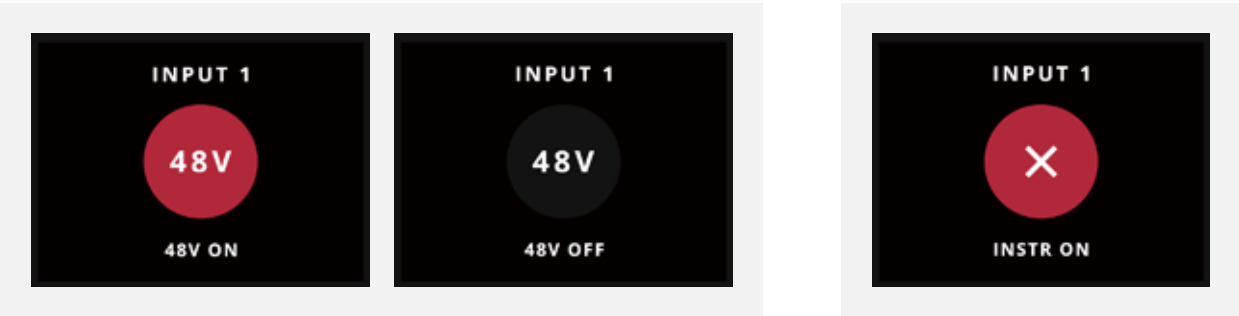 INPUT 1
48V
48V ON
INPUT 1
48V
48V OFF
INPUT 1
INSTR ON